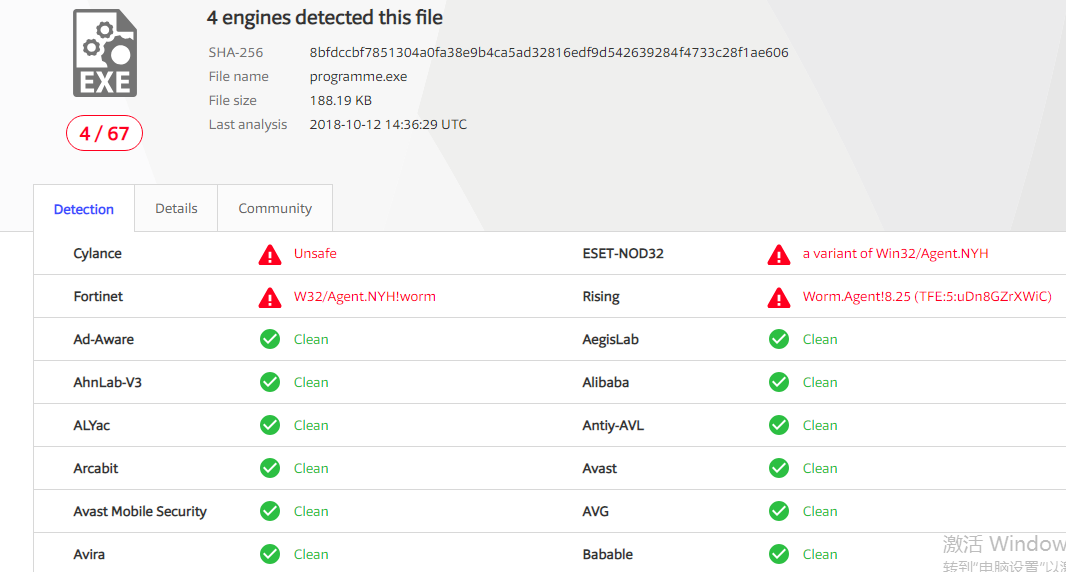 4 engines detected this file
EXE
4 / 67
SHA-256 8bfdccbf7851304a0fa38e9b4ca5ad32816edf9d542639284f4733c28f1ae606
File name programme.exe
File size 188.19 KB
Last analysis 2018-10-12 14:36:29 UTC
Detection Details Community
Cylance Unsafe ESET-NOD32 a variant of Win32/Agent.NYH
Fortinet W32/Agent.NYH!worm Rising Worm.Agent!8.25 (TFE:5:uDn8GZrXWiC)
Ad-Aware Clean AegisLab Clean
AhnLab-V3 Clean Alibaba Clean
ALYac Clean Antiy-AVL Clean
Arcabit Clean Avast Clean
Avast Mobile Security Clean AVG Clean
Avira Clean Babable Clean
激活 Window
转到"电脑设置"以